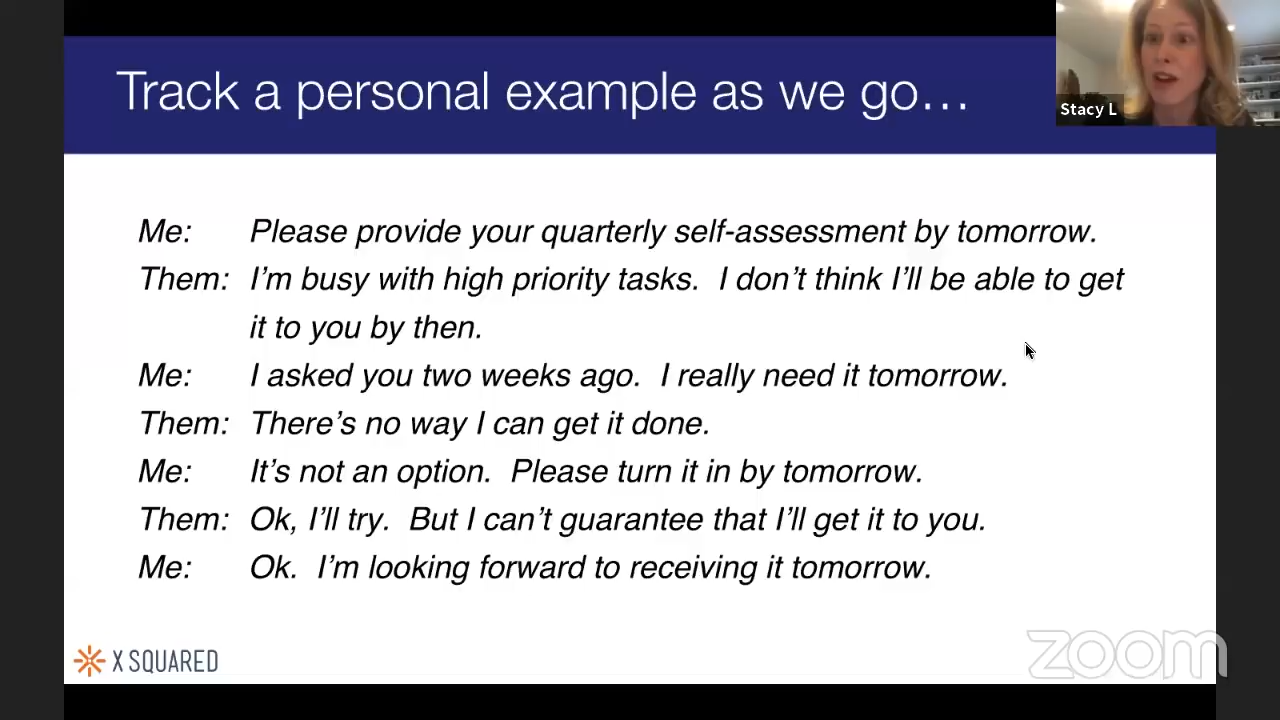 Track a personal example as we go…
Stacy L
Me: Please provide your quarterly self-assessment by tomorrow.
Them: I’m busy with high priority tasks. I don’t think I’ll be able to get
it to you by then.
Me: I asked you two weeks ago. I really need it tomorrow.
Them: There’s no way I can get it done.
Me: It’s not an option. Please turn it in by tomorrow.
Them: Ok, I’ll try. But I can’t guarantee that I’ll get it to you.
Me: Ok. I’m looking forward to receiving it tomorrow.
X SQUARED
zoom